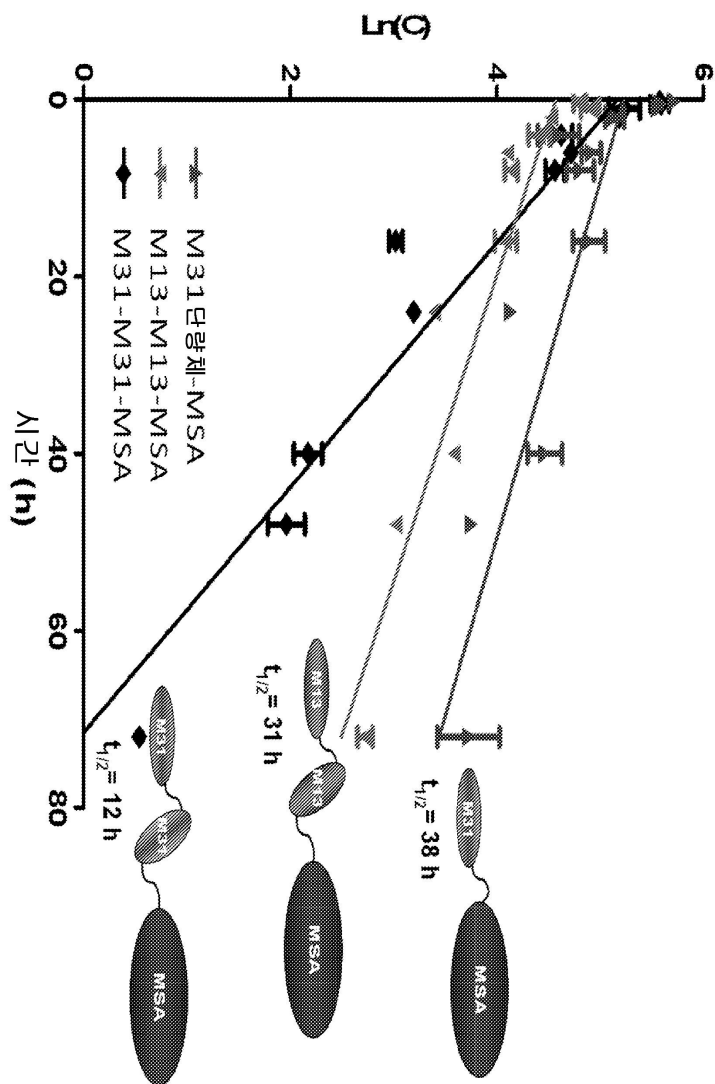 Ln(C)
6
4
2
0
0
20
40
60
80
시간 (h)
M31단량체-MSA
M13-M13-MSA
M31-M31-MSA
M31
MSA
t1/2= 38 h
M13
M13
MSA
t1/2= 31 h
M31
M31
MSA
t1/2= 12 h